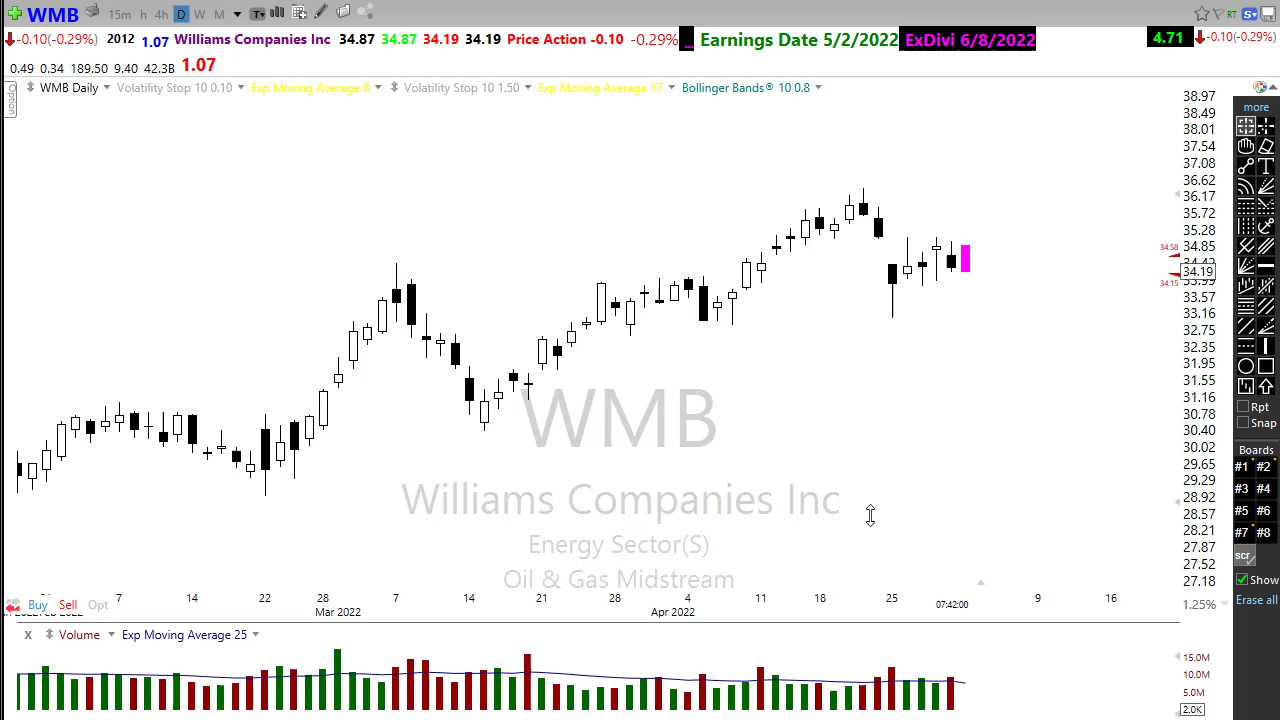 WMB 15m h 4h D W M T RT S
-0.10(-0.29%) 2012 1.07 Williams Companies Inc 34.87 34.87 34.19 34.19 Price Action -0.10 -0.29% ... Earnings Date 5/2/2022 ExDivi 6/8/2022 4.71 -0.10(-0.29%)
0.49 0.34 189.50 9.40 42.3B 1.07
Option
WMB Daily Volatility Stop 10 0.10 Exp Moving Average 8 Volatility Stop 10 1.50 Exp Moving Average 17 Bollinger Bands® 10 0.8
38.97
38.49
38.01
37.54
37.08
36.62
36.17
35.72
35.28
34.85
34.58
34.19
34.15
33.57
33.16
32.75
32.35
31.95
31.55
31.16
30.78
30.40
30.02
29.65
29.29
28.92
28.57
28.21
27.87
27.52
27.18
more
T
Rpt
Snap
Boards
#1 #2
#3 #4
#5 #6
#7 #8
scr
Show
Erase all
WMB
Williams Companies Inc
Energy Sector(S)
Oil & Gas Midstream
7 14 22 28 7 14 21 28 4 11 18 25 07:42:00 9 16
Mar 2022 Apr 2022
Buy Sell Opt
1.25%
x Volume Exp Moving Average 25
15.0M
10.0M
5.0M
2.0K